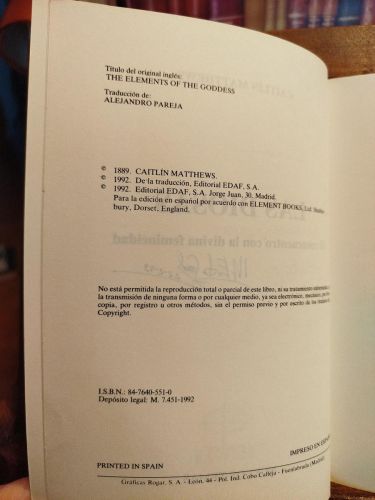 Título del original inglés:
THE ELEMENTS OF THE GODDESS
Traducción de:
ALEJANDRO PAREJA
© 1889. CAITLÍN MATTHEWS.
© 1992. De la traducción, Editorial EDAF, S. A.
© 1992. Editorial EDAF, S.A. Jorge Juan, 30. Madrid.
Para la edición en español por acuerdo con ELEMENT BOOKS, Ltd.
bury, Dorset, England.
No está permitida la reproducción total o parcial de este libro, ni su tratamiento
la transmisión de ninguna forma o por cualquier medio, ya sea electrónico, mecánico,
copia, por registro u otros métodos, sin el permiso previo y por escrito de los
Copyright.
I.S.B.N.: 84-7640-551-0
Depósito legal: M. 7.451-1992
PRINTED IN SPAIN
IMPRESO EN
Gráficas Rogar, S. A. - León, 44 - Pol. Ind. Cobo Calleja - Fuenlabrada (Madrid)